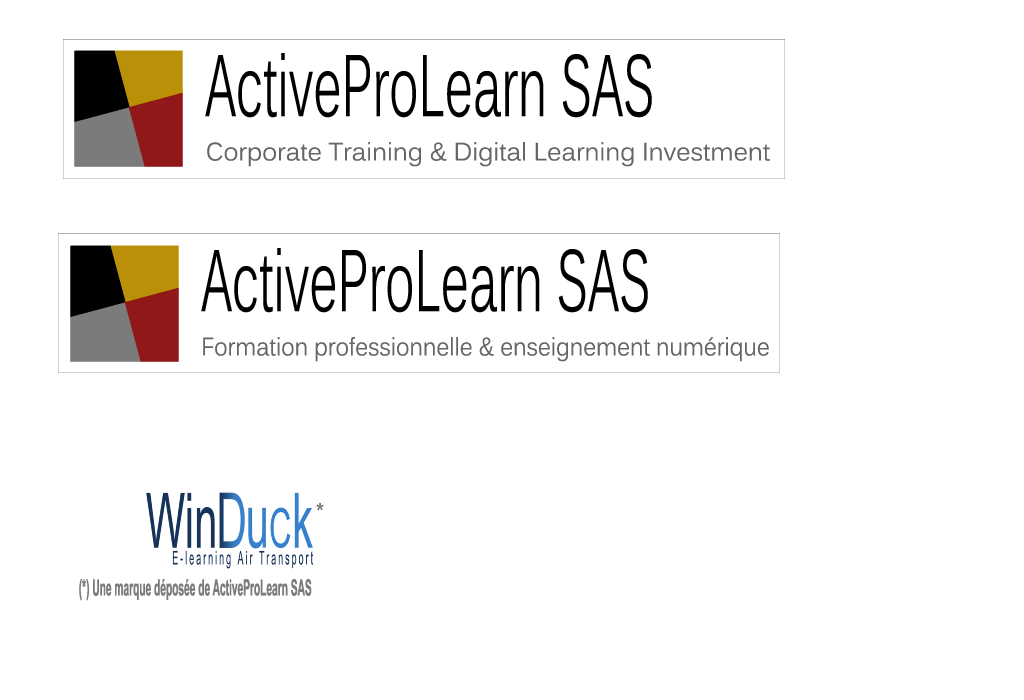 ActiveProLearn SAS
Corporate Training & Digital Learning Investment
ActiveProLearn SAS
Formation professionnelle & enseignement numérique
WinDuck*
E-learning Air Transport
(*) Une marque déposée de ActiveProLearn SAS